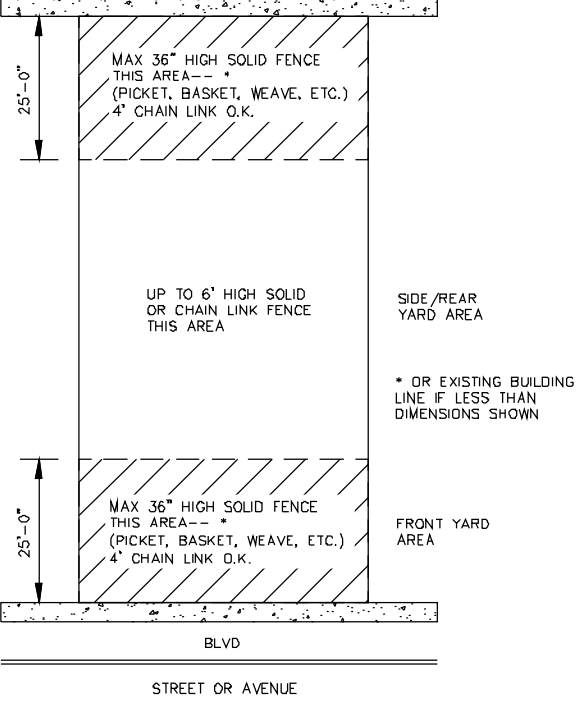 25'-0"
MAX 36" HIGH SOLID FENCE
THIS AREA-- *
(PICKET, BASKET, WEAVE, ETC.)
4' CHAIN LINK O.K.
UP TO 6' HIGH SOLID
OR CHAIN LINK FENCE
THIS AREA
SIDE/REAR
YARD AREA
* OR EXISTING BUILDING
LINE IF LESS THAN
DIMENSIONS SHOWN
25'-0"
MAX 36" HIGH SOLID FENCE
THIS AREA-- *
(PICKET, BASKET, WEAVE, ETC.)
4' CHAIN LINK O.K.
FRONT YARD
AREA
BLVD
STREET OR AVENUE